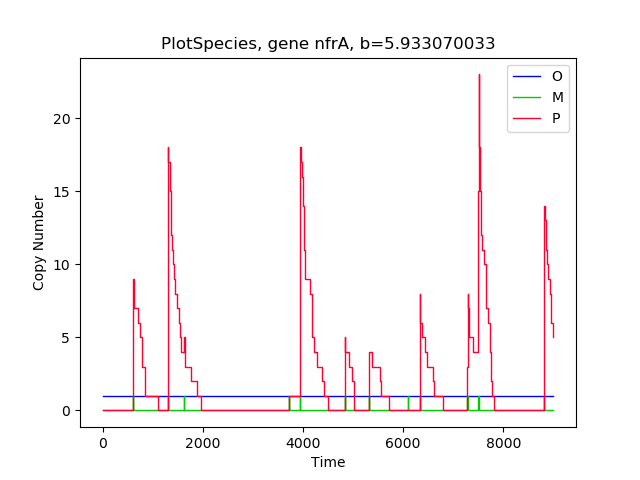 PlotSpecies, gene nfrA, b=5.933070033
O
M
P
20
15
10
5
0
Copy Number
0 2000 4000 6000 8000
Time